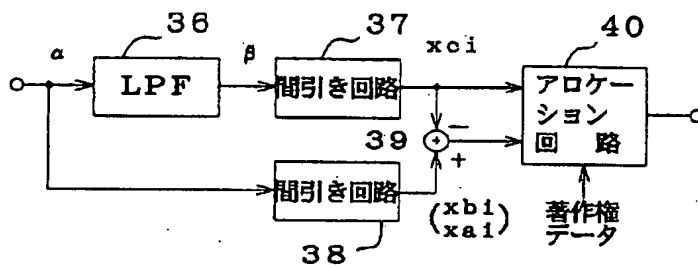 36
37
40
α
β
xci
LPF
間引き回路
アロケー
ション
回 路
39
−
+
+
間引き回路
(xbi
xai)
著作権
データ
38